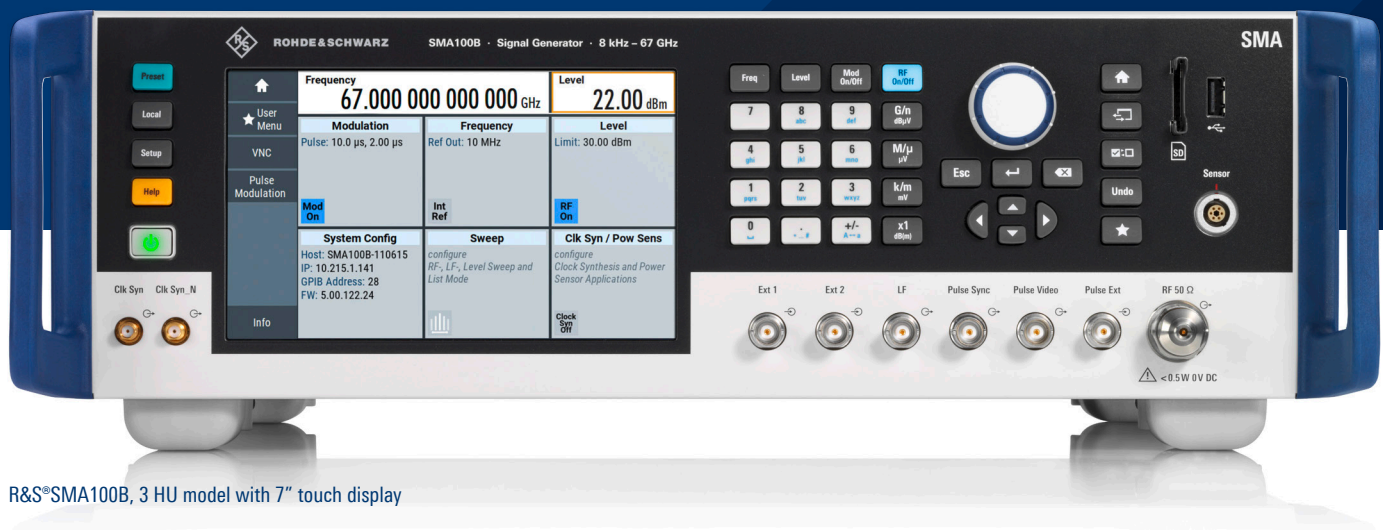 R&S
ROHDE&SCHWARZ SMA100B · Signal Generator · 8 kHz – 67 GHz
SMA
Preset
Local
Setup
Help
Clk Syn Clk Syn_N
User
Menu
VNC
Pulse
Modulation
Info
Frequency
67.000 000 000 000 GHz
Level
22.00 dBm
Modulation
Pulse: 10.0 µs, 2.00 µs
Mod
On
Frequency
Ref Out: 10 MHz
Int
Ref
Level
Limit: 30.00 dBm
RF
On
System Config
Host: SMA100B-110615
IP: 10.215.1.141
GPIB Address: 28
FW: 5.00.122.24
Sweep
configure
RF-, LF-, Level Sweep and
List Mode
Clk Syn / Pow Sens
configure
Clock Synthesis and Power
Sensor Applications
Clock
Syn
Off
Freq Level Mod On/Off RF On/Off
7 8 abc 9 def G/n dBµV
4 ghi 5 jkl 6 mno M/µ µV
1 pqrs 2 tuv 3 wxyz k/m mV
0 . +/- x1 dB(m)
Esc
Undo
SD
Sensor
Ext 1 Ext 2 LF Pulse Sync Pulse Video Pulse Ext RF 50 Ω
<0.5W 0V DC
R&S®SMA100B, 3 HU model with 7″ touch display